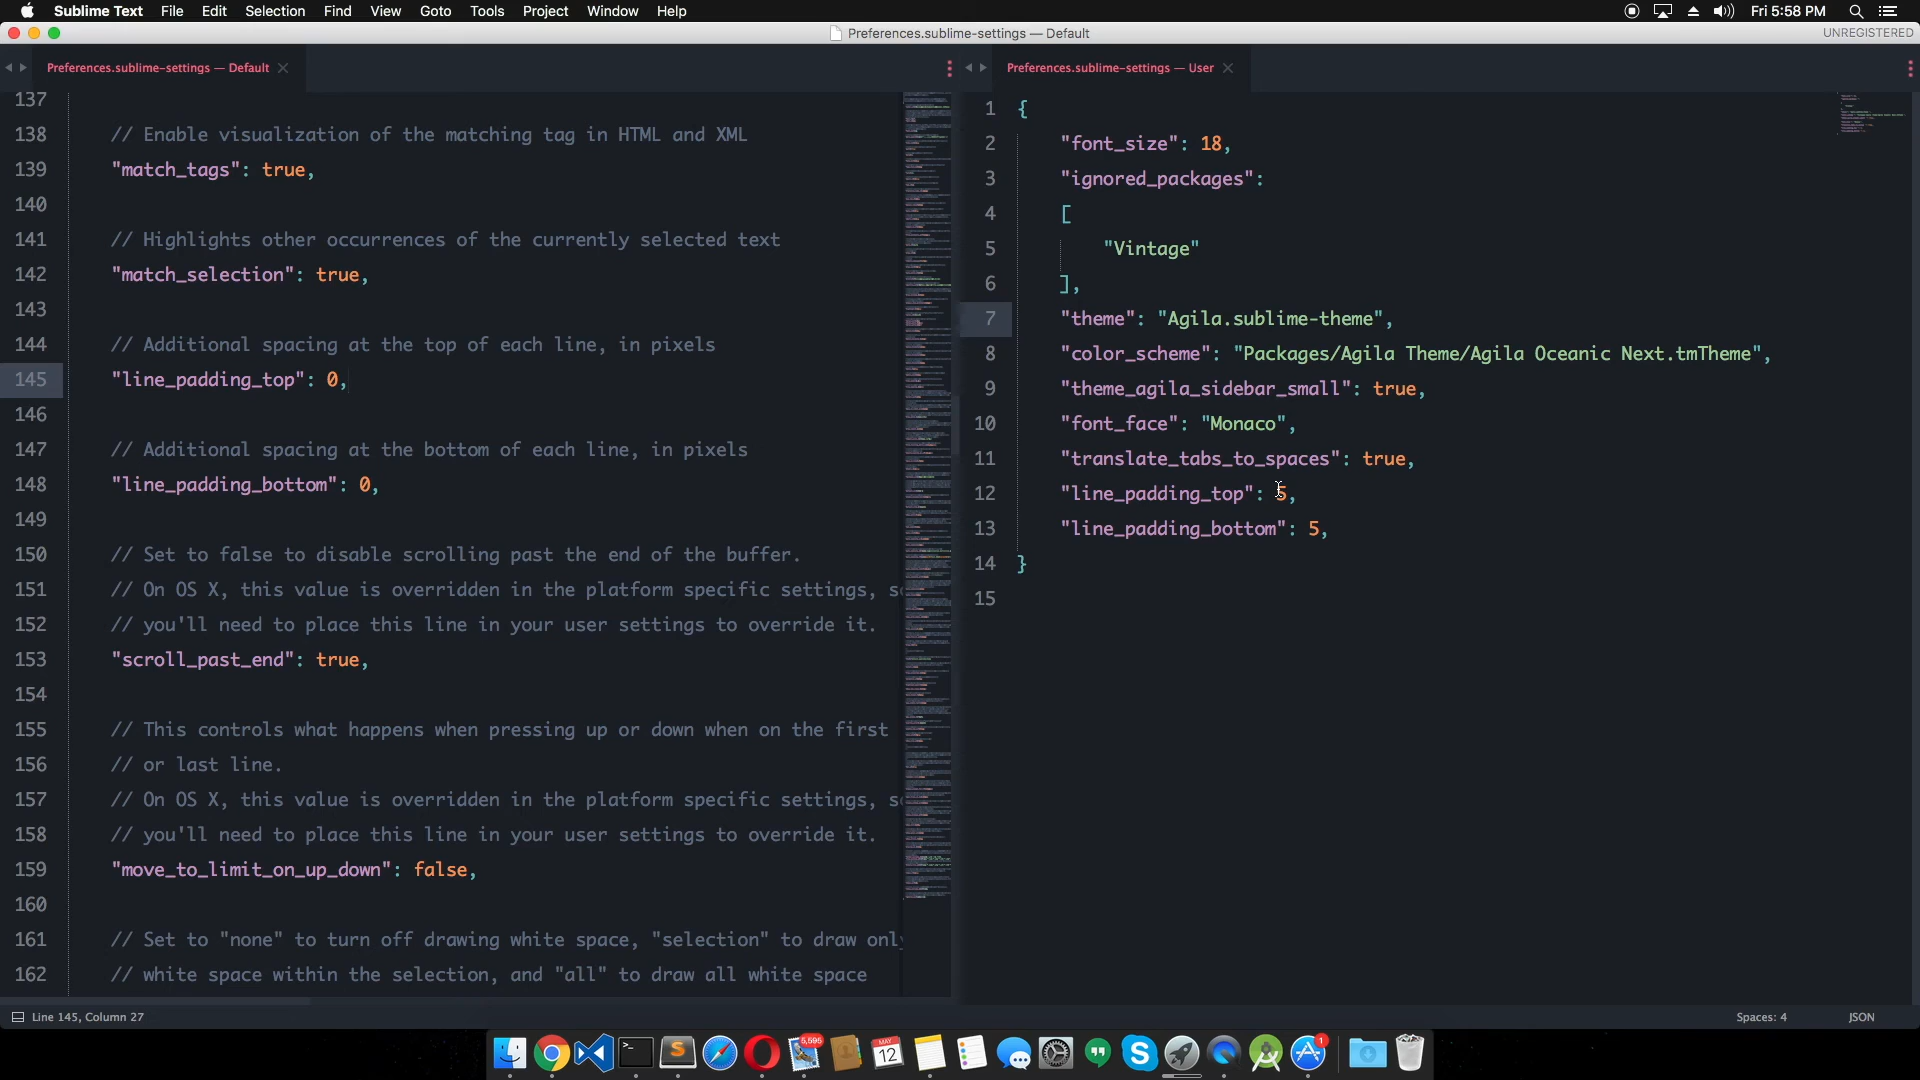 Sublime Text File Edit Selection Find View Goto Tools Project Window Help Fri 5:58 PM
Preferences.sublime-settings — Default UNREGISTERED
Preferences.sublime-settings — Default
Preferences.sublime-settings — User
137
138 // Enable visualization of the matching tag in HTML and XML
139 "match_tags": true,
140
141 // Highlights other occurrences of the currently selected text
142 "match_selection": true,
143
144 // Additional spacing at the top of each line, in pixels
145 "line_padding_top": 0,
146
147 // Additional spacing at the bottom of each line, in pixels
148 "line_padding_bottom": 0,
149
150 // Set to false to disable scrolling past the end of the buffer.
151 // On OS X, this value is overridden in the platform specific settings, so
152 // you'll need to place this line in your user settings to override it.
153 "scroll_past_end": true,
154
155 // This controls what happens when pressing up or down when on the first
156 // or last line.
157 // On OS X, this value is overridden in the platform specific settings, so
158 // you'll need to place this line in your user settings to override it.
159 "move_to_limit_on_up_down": false,
160
161 // Set to "none" to turn off drawing white space, "selection" to draw only
162 // white space within the selection, and "all" to draw all white space
1 {
2 "font_size": 18,
3 "ignored_packages":
4 [
5 "Vintage"
6 ],
7 "theme": "Agila.sublime-theme",
8 "color_scheme": "Packages/Agila Theme/Agila Oceanic Next.tmTheme",
9 "theme_agila_sidebar_small": true,
10 "font_face": "Monaco",
11 "translate_tabs_to_spaces": true,
12 "line_padding_top": 5,
13 "line_padding_bottom": 5,
14 }
15
Line 145, Column 27 Spaces: 4 JSON
5,595
MAY
12
1